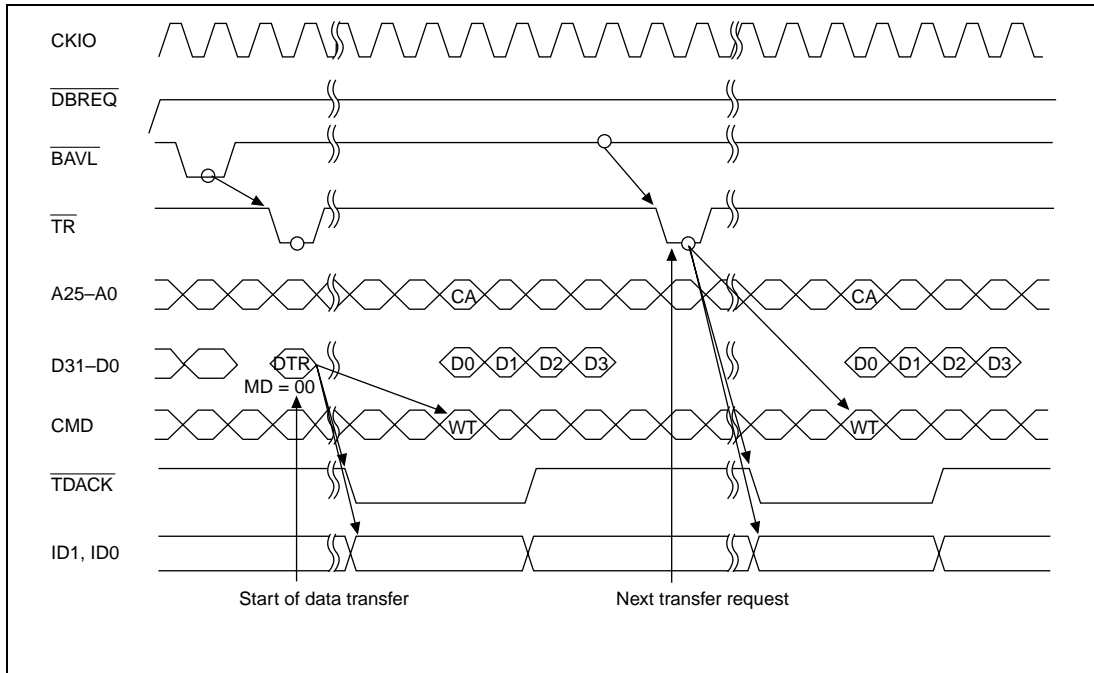 CKIO
DBREQ
BAVL
TR
A25–A0 CA CA
D31–D0 DTR D0 D1 D2 D3 D0 D1 D2 D3
MD = 00
CMD WT WT
TDACK
ID1, ID0
Start of data transfer Next transfer request